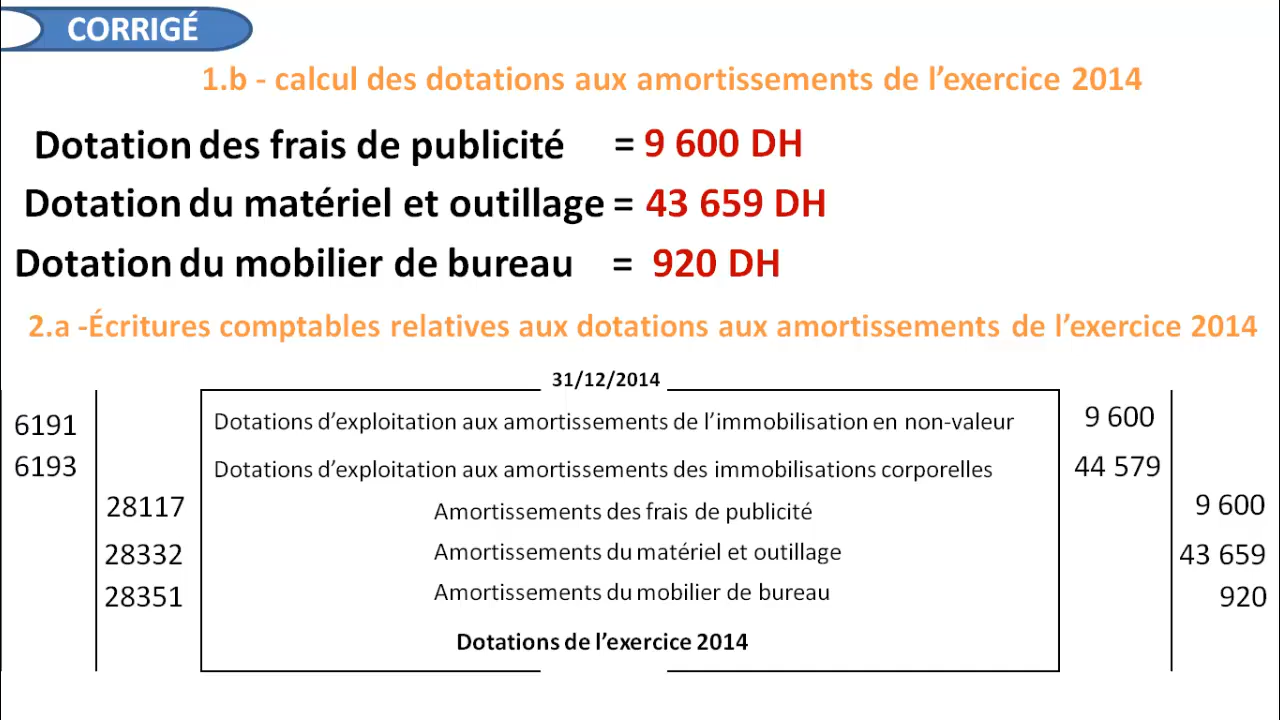 CORRIGÉ
1.b - calcul des dotations aux amortissements de l’exercice 2014
Dotation des frais de publicité = 9 600 DH
Dotation du matériel et outillage = 43 659 DH
Dotation du mobilier de bureau = 920 DH
2.a -Écritures comptables relatives aux dotations aux amortissements de l’exercice 2014
31/12/2014
6191 Dotations d’exploitation aux amortissements de l’immobilisation en non-valeur 9 600
6193 Dotations d’exploitation aux amortissements des immobilisations corporelles 44 579
28117 Amortissements des frais de publicité 9 600
28332 Amortissements du matériel et outillage 43 659
28351 Amortissements du mobilier de bureau 920
Dotations de l’exercice 2014